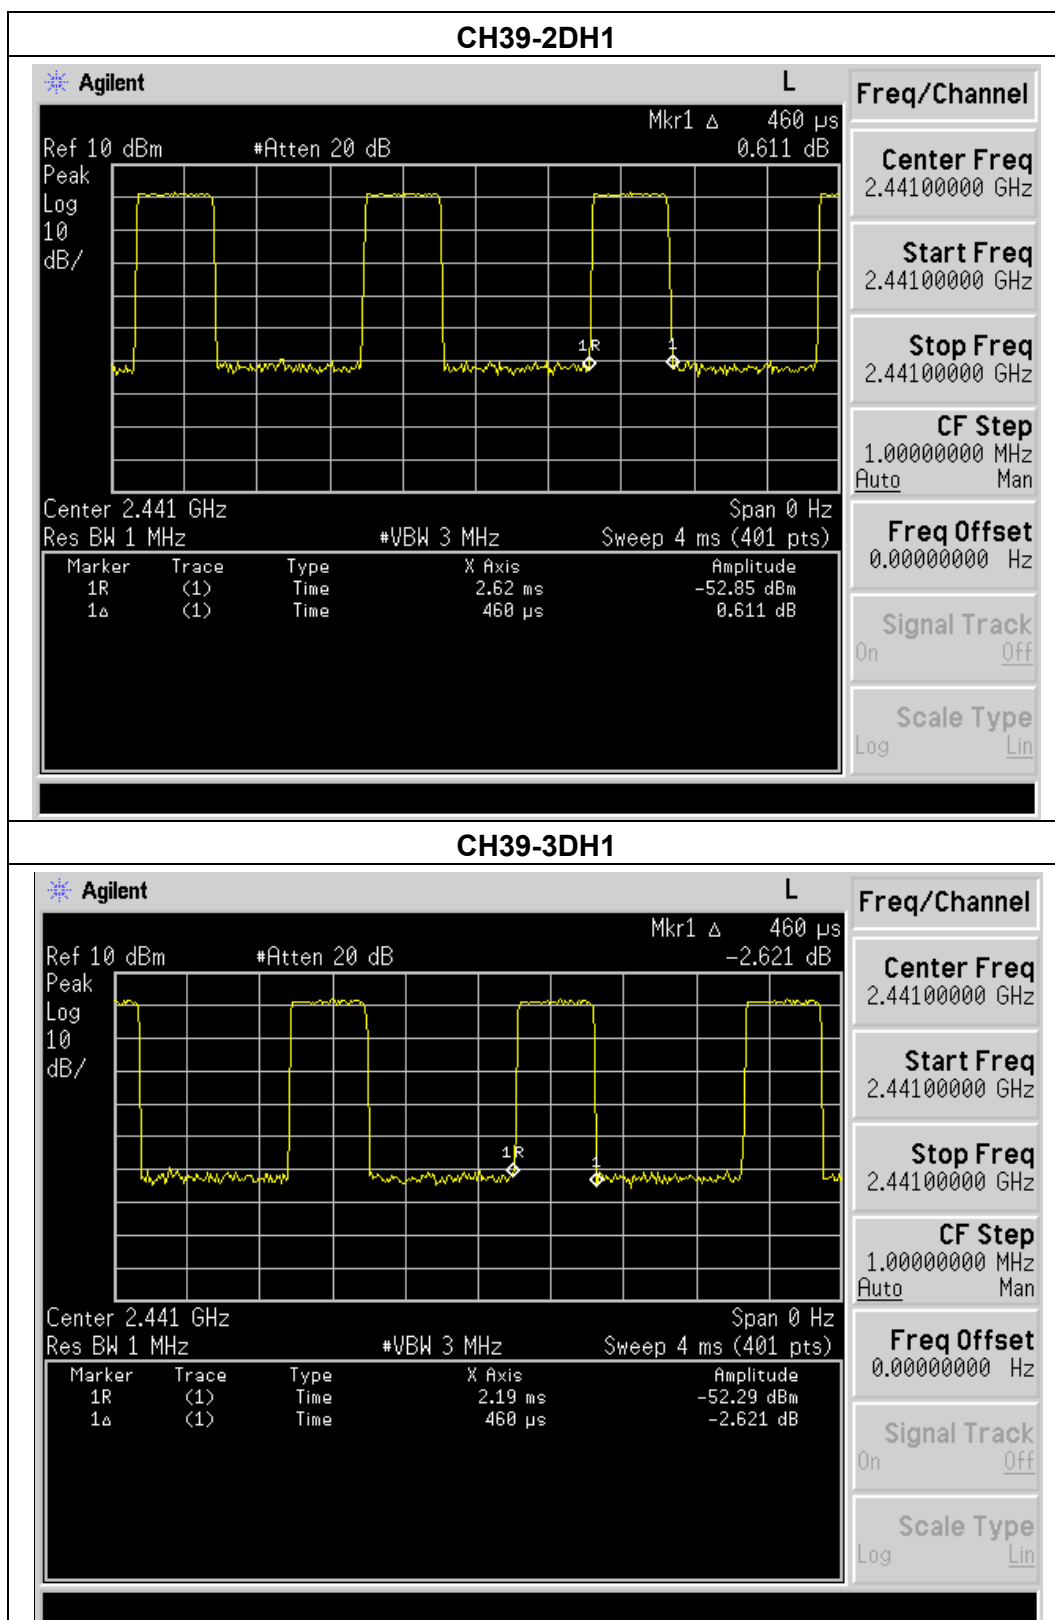 CH39-2DH1
Agilent L
Freq/Channel
Mkr1 Δ 460 µs
Ref 10 dBm #Atten 20 dB 0.611 dB
Peak
Log
10
dB/
1R 1
Center 2.441 GHz Span 0 Hz
Res BW 1 MHz #VBW 3 MHz Sweep 4 ms (401 pts)
Marker Trace Type X Axis Amplitude
1R (1) Time 2.62 ms -52.85 dBm
1Δ (1) Time 460 µs 0.611 dB
Center Freq
2.44100000 GHz
Start Freq
2.44100000 GHz
Stop Freq
2.44100000 GHz
CF Step
1.00000000 MHz
Auto Man
Freq Offset
0.00000000 Hz
Signal Track
On Off
Scale Type
Log Lin
CH39-3DH1
Agilent L
Freq/Channel
Mkr1 Δ 460 µs
Ref 10 dBm #Atten 20 dB -2.621 dB
Peak
Log
10
dB/
1R 1
Center 2.441 GHz Span 0 Hz
Res BW 1 MHz #VBW 3 MHz Sweep 4 ms (401 pts)
Marker Trace Type X Axis Amplitude
1R (1) Time 2.19 ms -52.29 dBm
1Δ (1) Time 460 µs -2.621 dB
Center Freq
2.44100000 GHz
Start Freq
2.44100000 GHz
Stop Freq
2.44100000 GHz
CF Step
1.00000000 MHz
Auto Man
Freq Offset
0.00000000 Hz
Signal Track
On Off
Scale Type
Log Lin